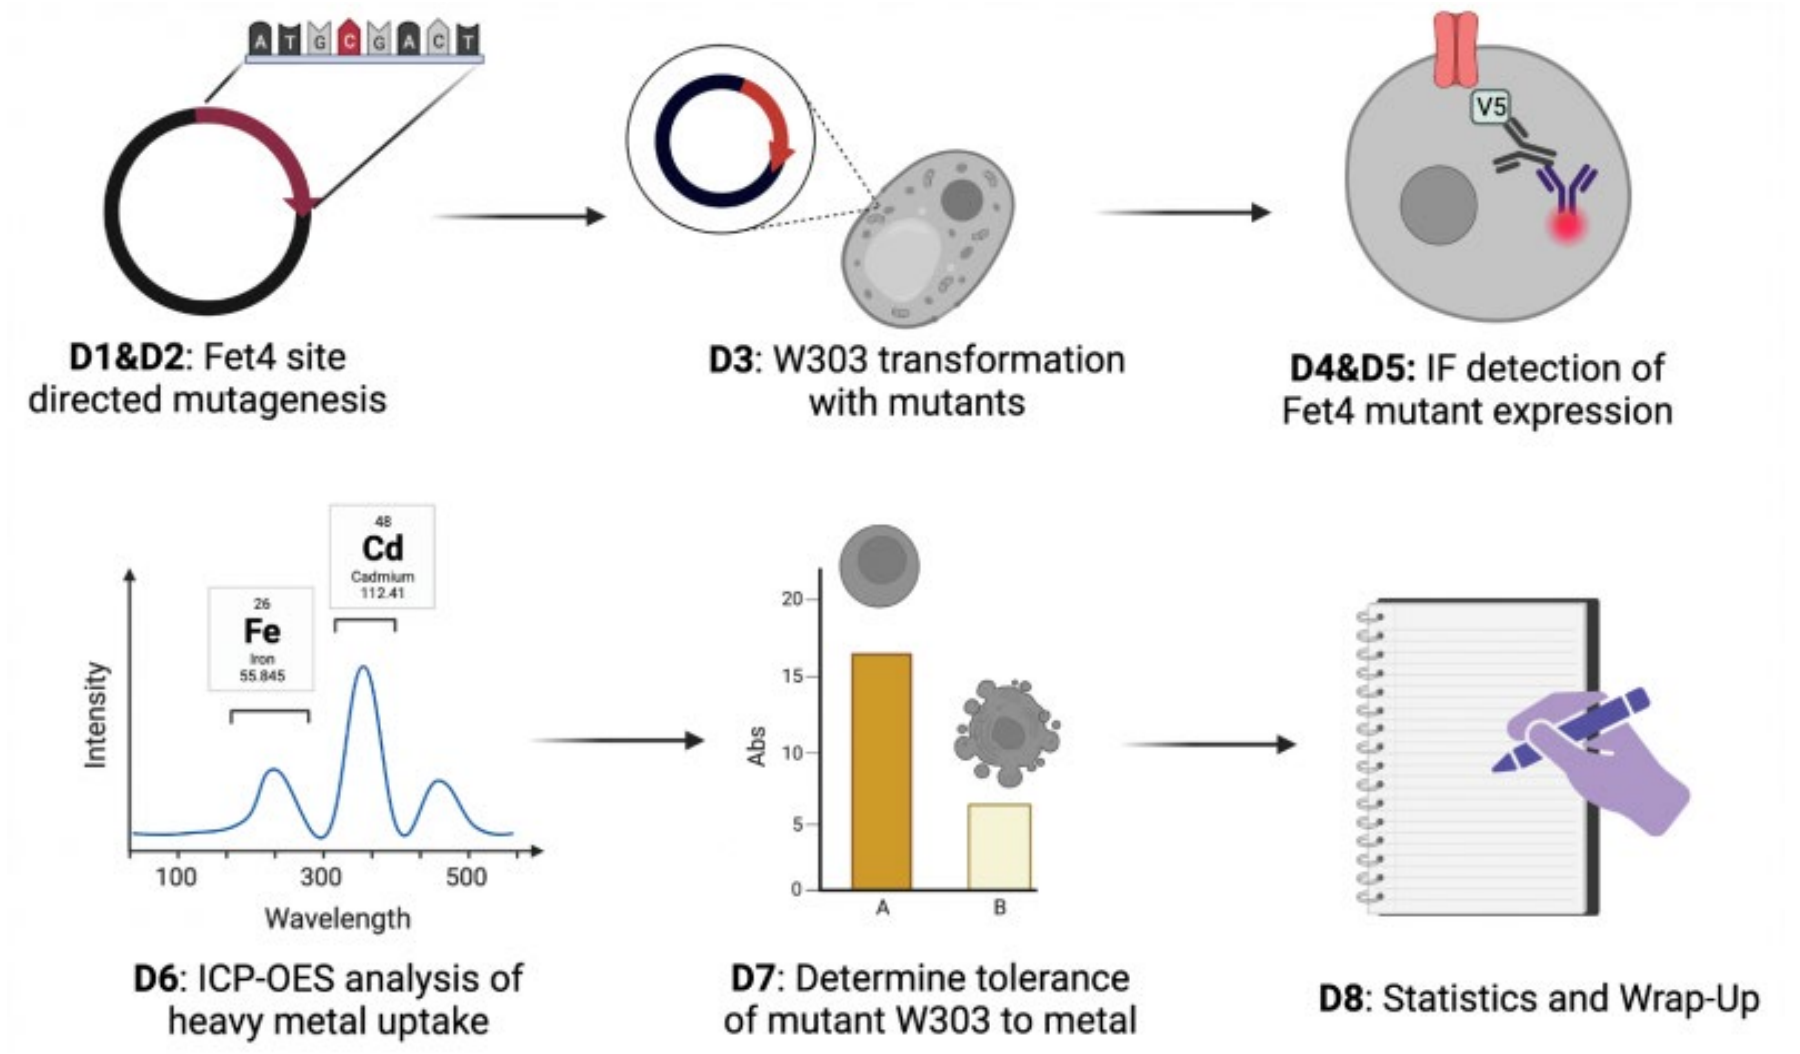 A T G C G A C T
V5
D1&D2: Fet4 site
directed mutagenesis
D3: W303 transformation
with mutants
D4&D5: IF detection of
Fet4 mutant expression
48
Cd
Cadmium
112.41
26
Fe
Iron
55.845
Intensity
100 300 500
Wavelength
D6: ICP-OES analysis of
heavy metal uptake
20
15
10
5
0
Abs
A B
D7: Determine tolerance
of mutant W303 to metal
D8: Statistics and Wrap-Up